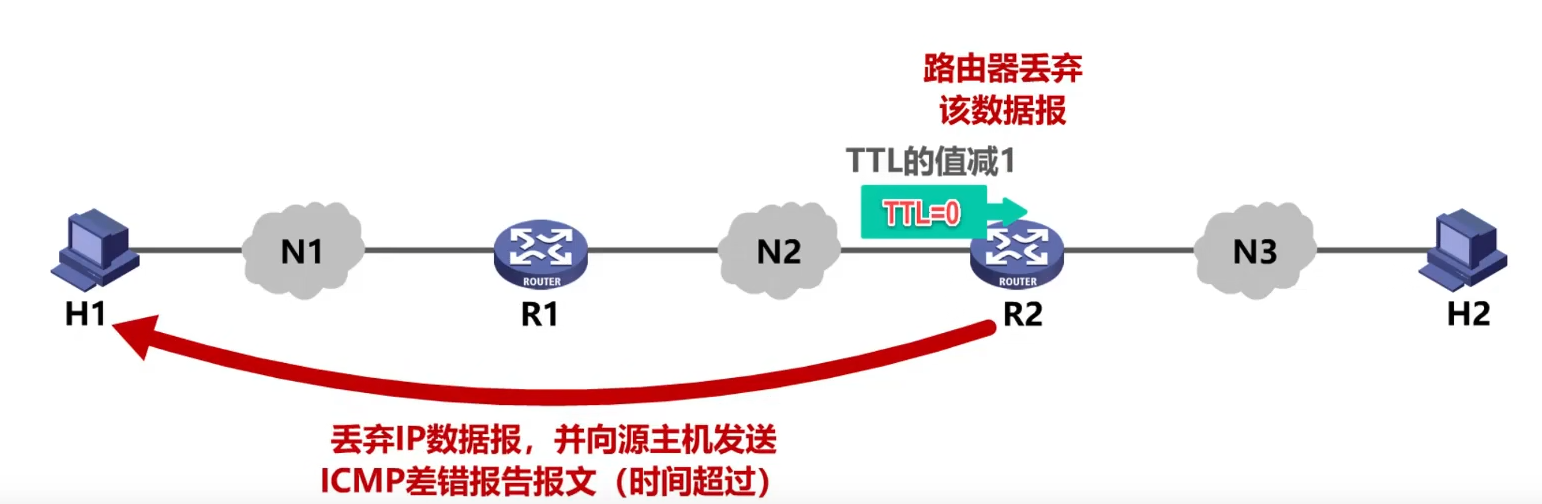 路由器丢弃
该数据报
TTL的值减1
TTL=0
N1
N2
N3
ROUTER
ROUTER
H1
R1
R2
H2
丢弃IP数据报，并向源主机发送
ICMP差错报告报文（时间超过）